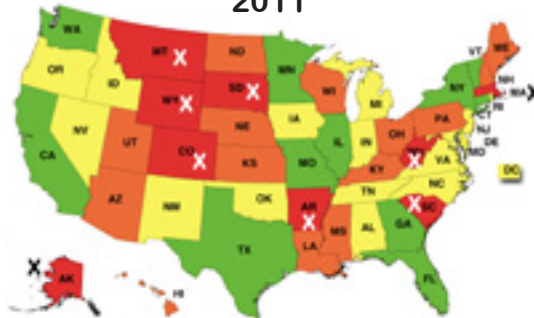 2011
WA
MT X
ND
MN
VT
ME
OR
ID
SD X
WI
NH
NY
MA X
WY X
MI
RI
CT
IA
PA
NJ
NV
NE
IL
IN
OH
DE
MD
UT
CO X
X
VA
DC
CA
KS
MO
KY
NC
TN
AZ
NM
OK
AR X
X SC
MS
AL
GA
TX
LA
X
AK
HI
FL